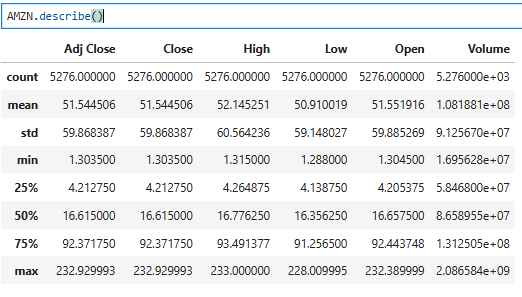 AMZN.describe()
Adj Close Close High Low Open Volume
count 5276.000000 5276.000000 5276.000000 5276.000000 5276.000000 5.276000e+03
mean 51.544506 51.544506 52.145251 50.910019 51.551916 1.081881e+08
std 59.868387 59.868387 60.564236 59.148027 59.885269 9.125670e+07
min 1.303500 1.303500 1.315000 1.288000 1.304500 1.695628e+07
25% 4.212750 4.212750 4.264875 4.138750 4.205375 5.846800e+07
50% 16.615000 16.615000 16.776250 16.356250 16.657500 8.658955e+07
75% 92.371750 92.371750 93.491377 91.256500 92.443748 1.312505e+08
max 232.929993 232.929993 233.000000 228.009995 232.389999 2.086584e+09